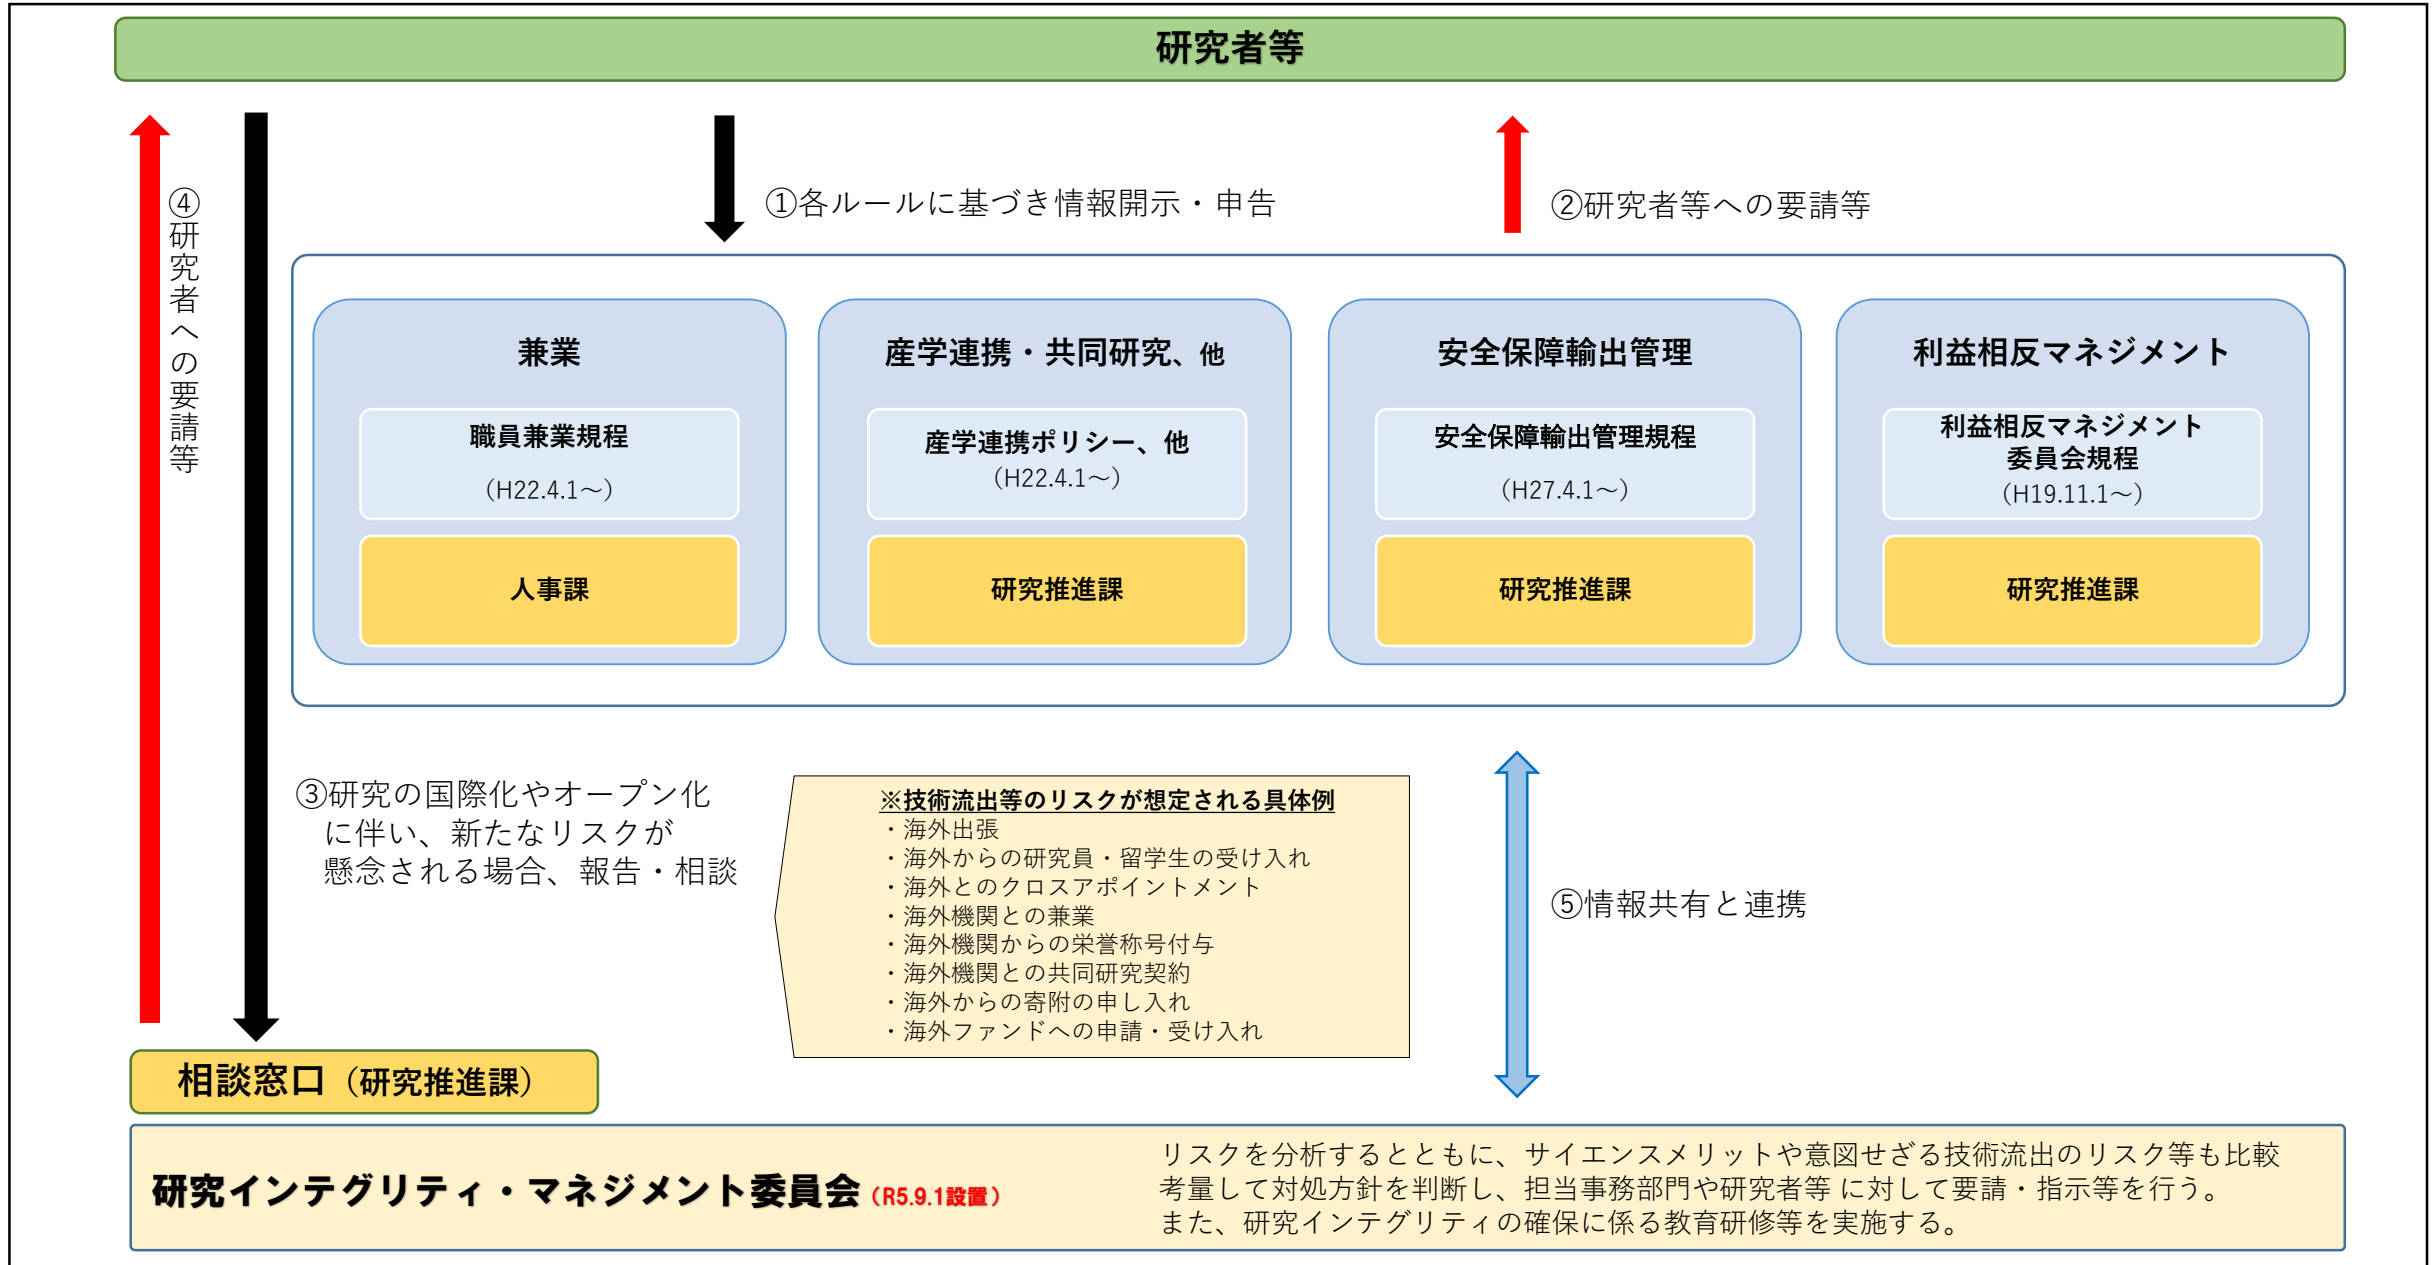 研究者等
④研究者への要請等
①各ルールに基づき情報開示・申告
②研究者等への要請等
兼業
職員兼業規程
（H22.4.1～）
人事課
産学連携・共同研究、他
産学連携ポリシー、他
（H22.4.1～）
研究推進課
安全保障輸出管理
安全保障輸出管理規程
（H27.4.1～）
研究推進課
利益相反マネジメント
利益相反マネジメント
委員会規程
（H19.11.1～）
研究推進課
③研究の国際化やオープン化
に伴い、新たなリスクが
懸念される場合、報告・相談
※技術流出等のリスクが想定される具体例
・海外出張
・海外からの研究員・留学生の受け入れ
・海外とのクロスアポイントメント
・海外機関との兼業
・海外機関からの栄誉称号付与
・海外機関との共同研究契約
・海外からの寄附の申し入れ
・海外ファンドへの申請・受け入れ
⑤情報共有と連携
相談窓口（研究推進課）
研究インテグリティ・マネジメント委員会（R5.9.1設置）
リスクを分析するとともに、サイエンスメリットや意図せざる技術流出のリスク等も比較
考量して対処方針を判断し、担当事務部門や研究者等 に対して要請・指示等を行う。
また、研究インテグリティの確保に係る教育研修等を実施する。